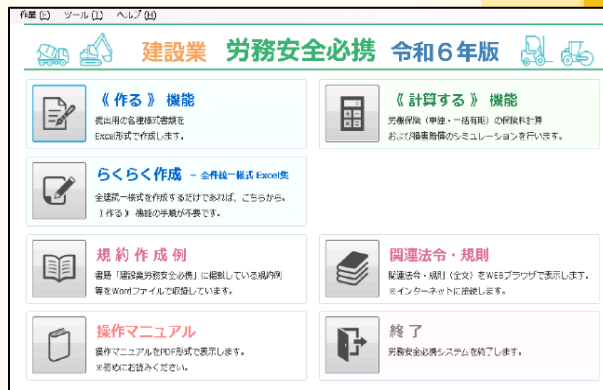 作業(E) ツール(I) ヘルプ(H)
建設業 労務安全必携 令和6年版
《作る》 機能
提出用の各種様式書類を
Excel形式で作成します。
《計算する》 機能
労働保険（単独・一括有期）の保険料計算
および損害賠償のシミュレーションを行います。
らくらく作成 － 全件統一様式 Excel集
全建統一様式を作成するだけであれば、こちらから。
》作る》 機能の手順が不要です。
規約作成例
書籍「建設業労務安全必携」に掲載している規約例
等をWordファイルで収録しています。
関連法令・規則
関連法令・規則（全文）をWEBブラウザで表示します。
※インターネットに接続します。
操作マニュアル
操作マニュアルをPDF形式で表示します。
※初めにお読みください。
終了
労務安全必携システムを終了します。